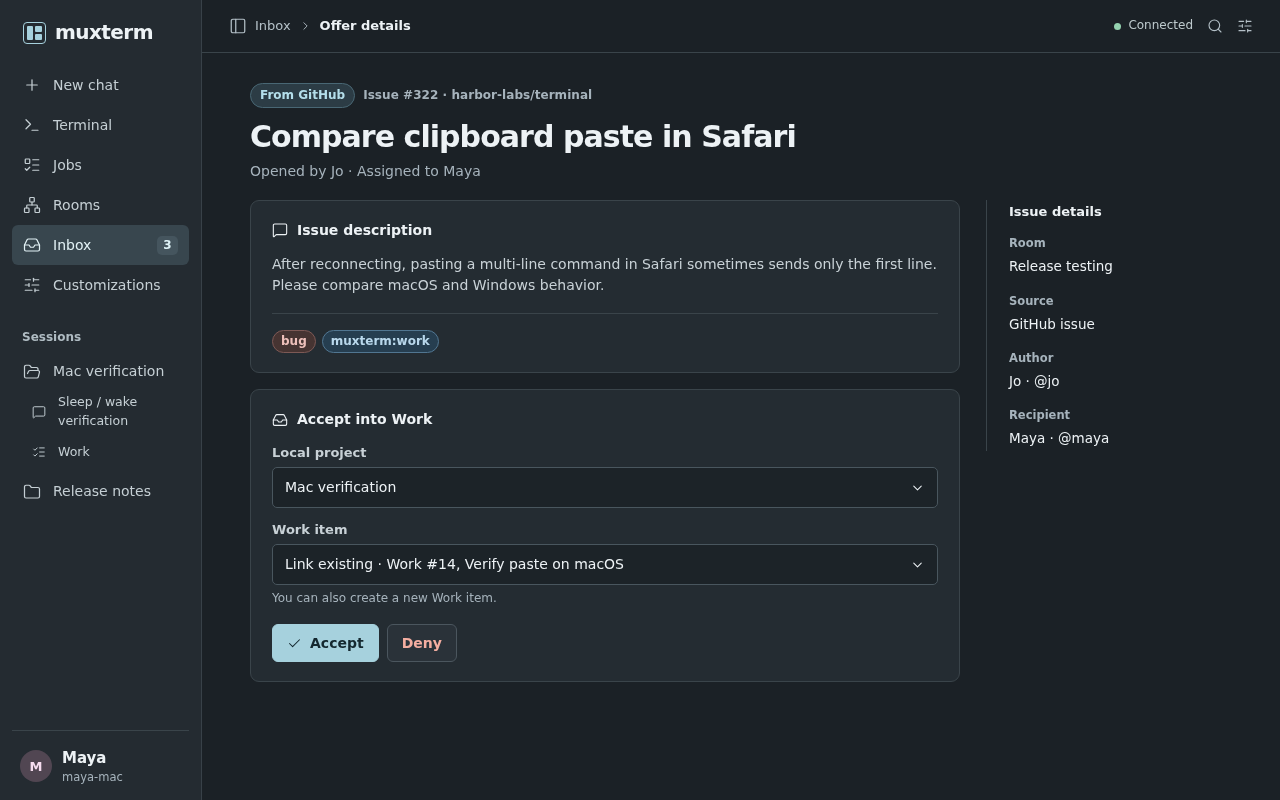 muxterm
New chat
Terminal
Jobs
Rooms
Inbox 3
Customizations
Sessions
Mac verification
Sleep / wake
verification
Work
Release notes
Maya
M
maya-mac
Inbox > Offer details
Connected
From GitHub Issue #322 · harbor-labs/terminal
Compare clipboard paste in Safari
Opened by Jo · Assigned to Maya
Issue description
After reconnecting, pasting a multi-line command in Safari sometimes sends only the first line.
Please compare macOS and Windows behavior.
bug muxterm:work
Accept into Work
Local project
Mac verification
Work item
Link existing · Work #14, Verify paste on macOS
You can also create a new Work item.
Accept Deny
Issue details
Room
Release testing
Source
GitHub issue
Author
Jo · @jo
Recipient
Maya · @maya